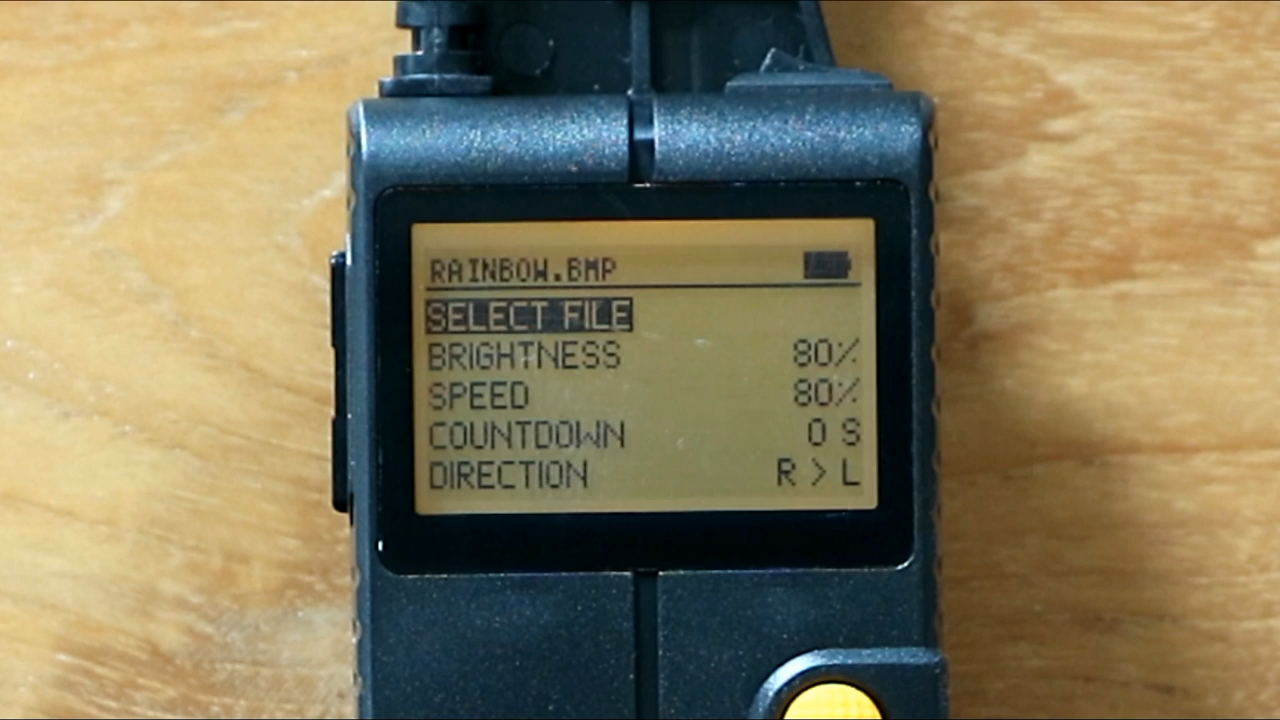 RAINBOW.BMP
SELECT FILE
BRIGHTNESS 80%
SPEED 80%
COUNTDOWN 0 S
DIRECTION R > L